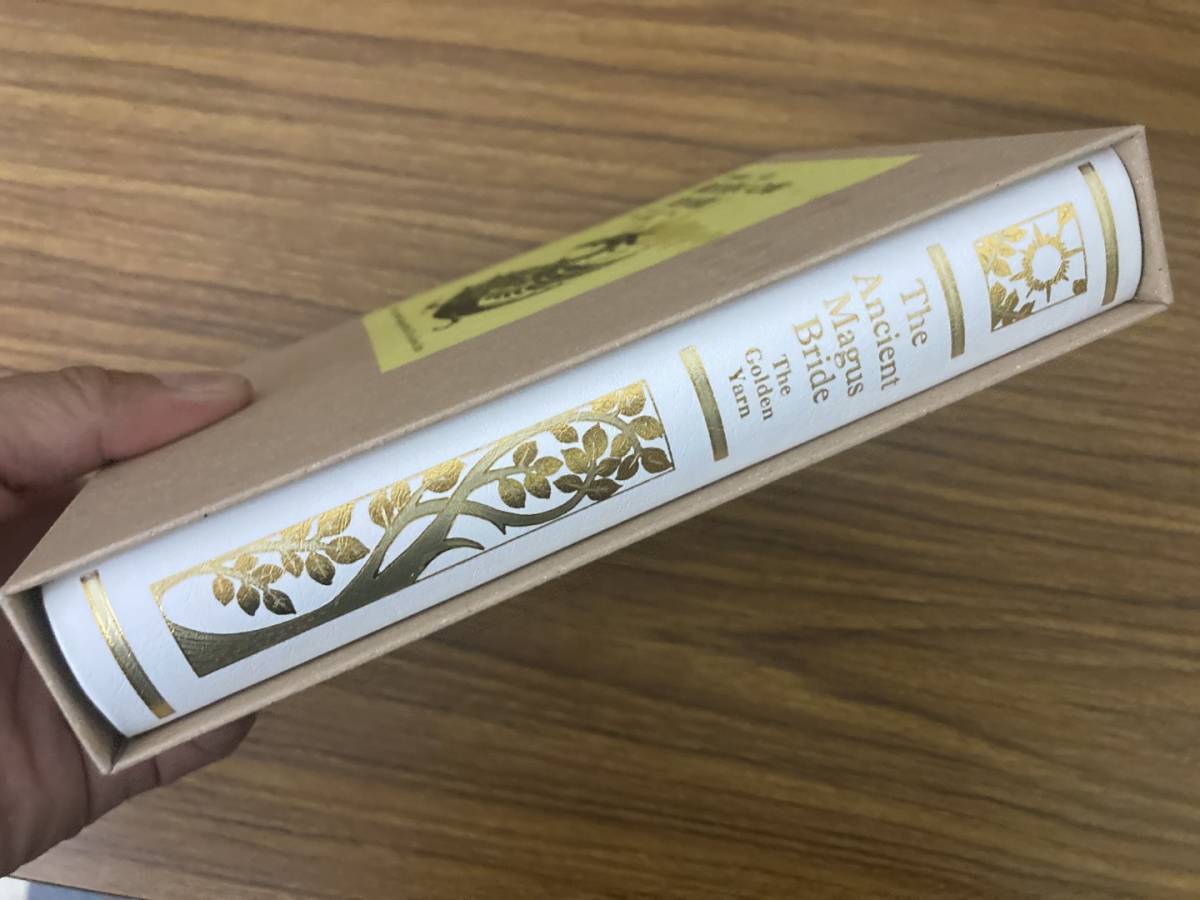 The
Ancient
Magus
Bride
The
Golden
Yarn